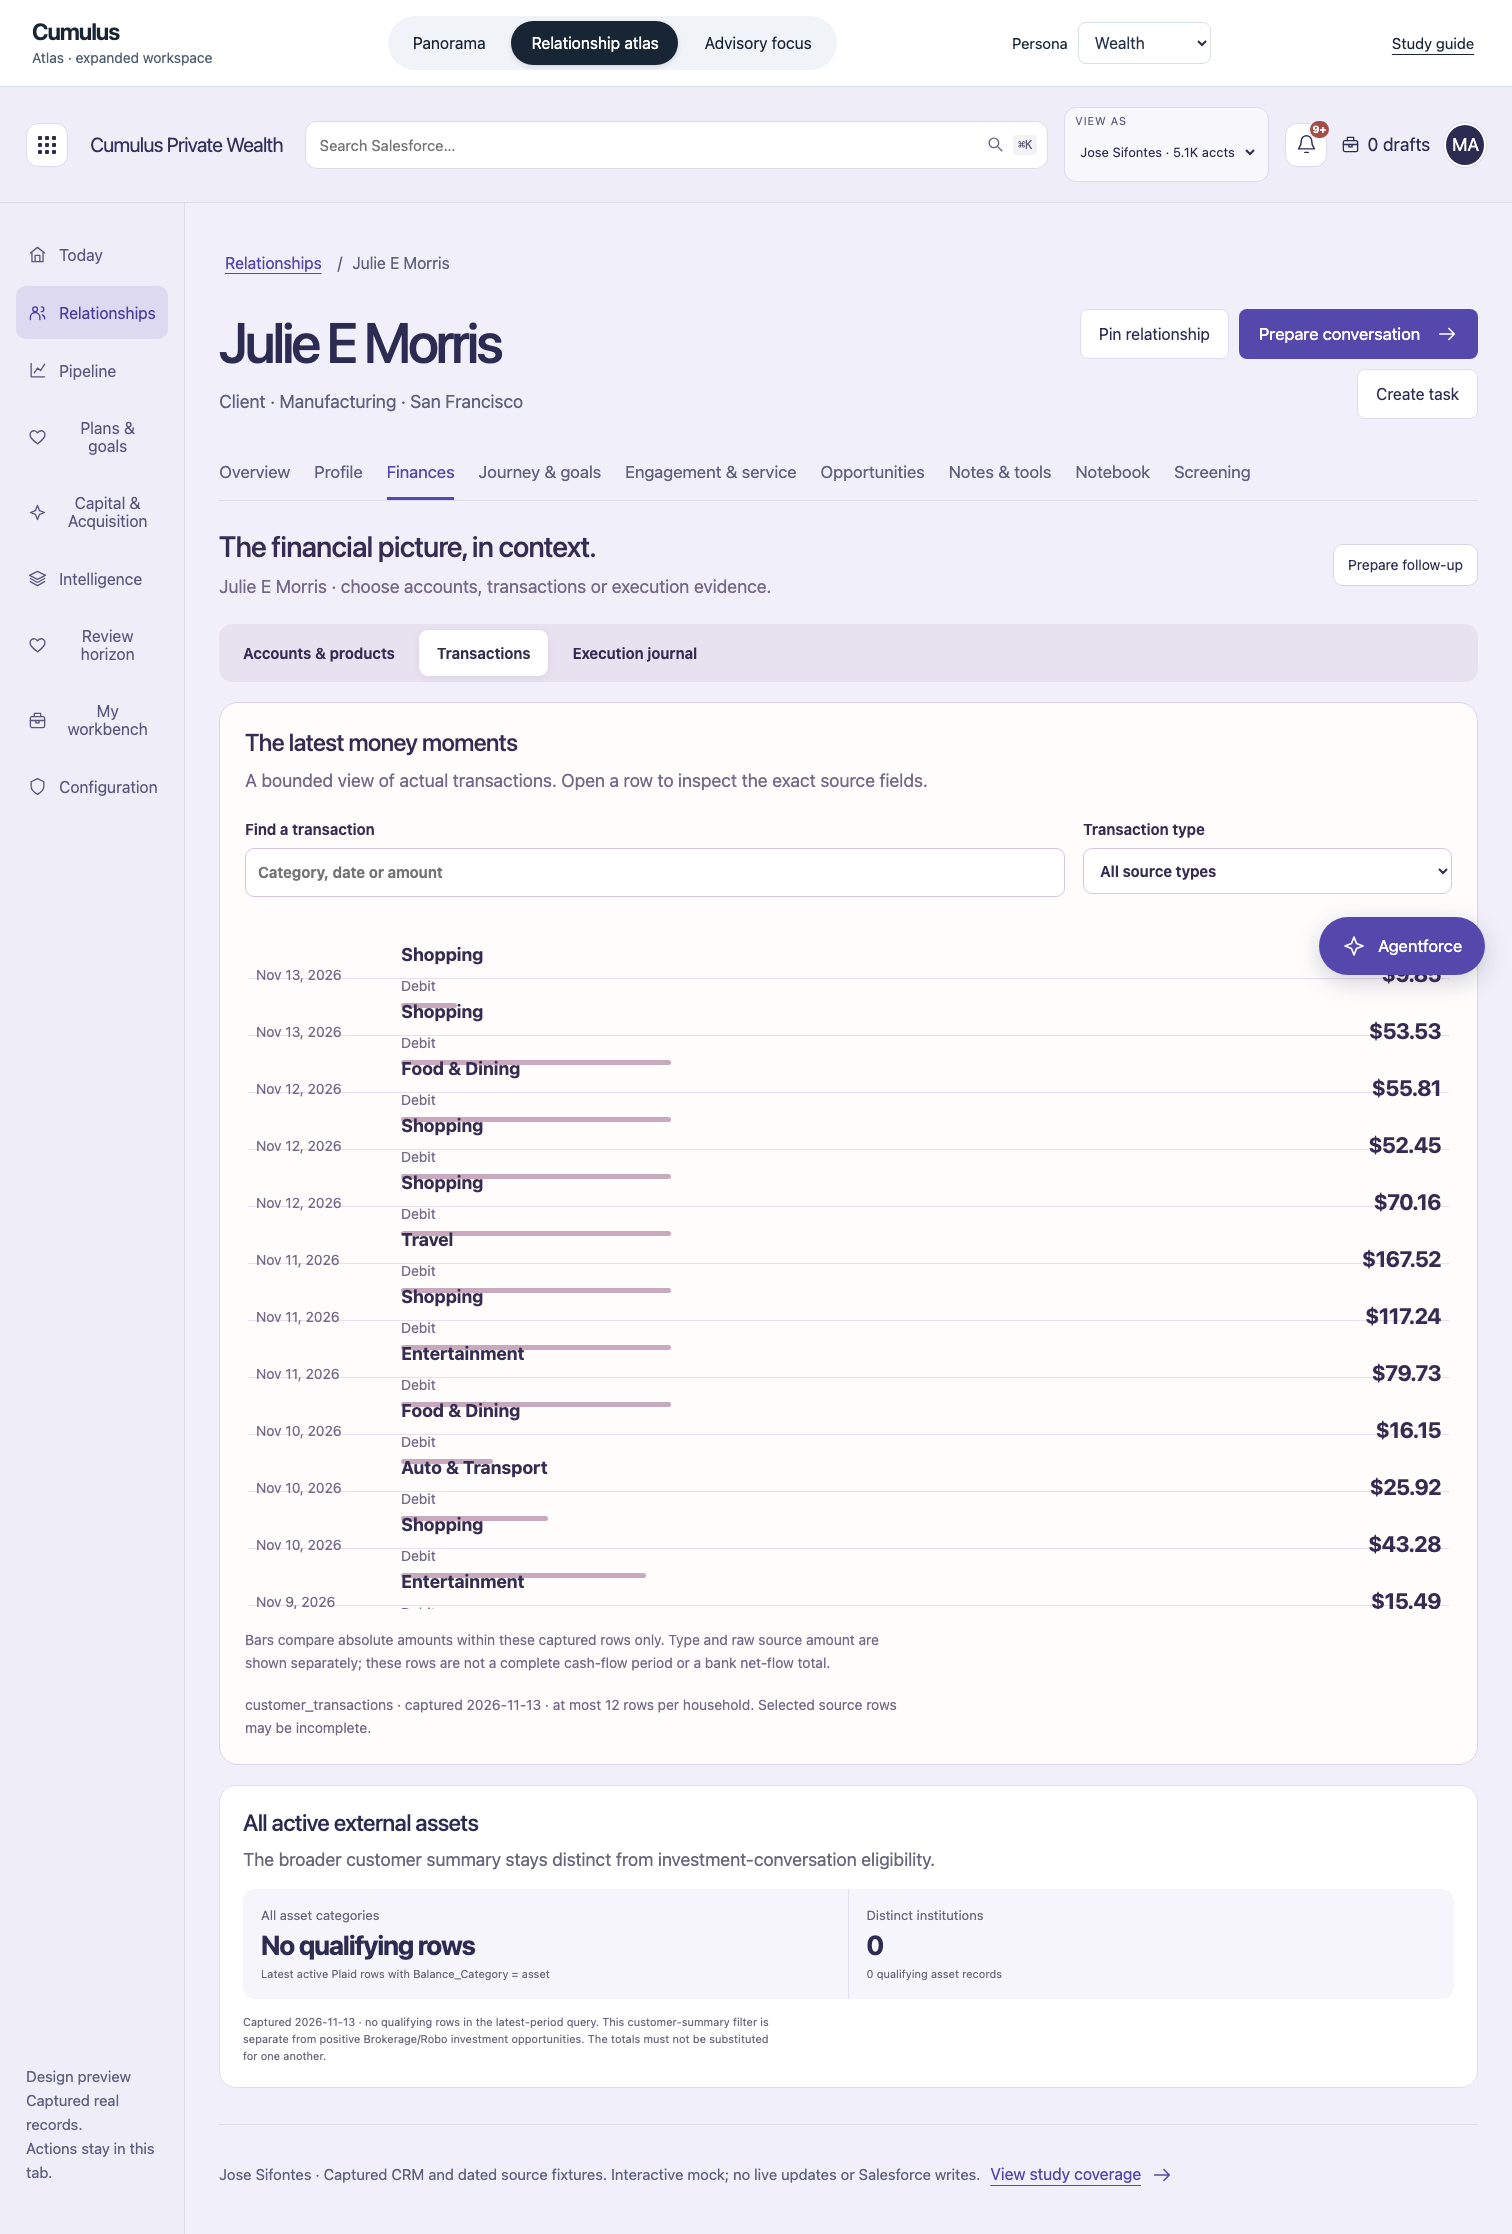 Cumulus
Atlas · expanded workspace
Panorama
Relationship atlas
Advisory focus
Persona
Wealth
Study guide
Cumulus Private Wealth
Search Salesforce...
⌘K
VIEW AS
Jose Sifontes · 5.1K accts
9+
0 drafts
MA
Today
Relationships
Pipeline
Plans &
goals
Capital &
Acquisition
Intelligence
Review
horizon
My
workbench
Configuration
Design preview
Captured real
records.
Actions stay in this
tab.
Relationships / Julie E Morris
Julie E Morris
Client · Manufacturing · San Francisco
Pin relationship
Prepare conversation
Create task
Overview
Profile
Finances
Journey & goals
Engagement & service
Opportunities
Notes & tools
Notebook
Screening
The financial picture, in context.
Julie E Morris · choose accounts, transactions or execution evidence.
Prepare follow-up
Accounts & products
Transactions
Execution journal
The latest money moments
A bounded view of actual transactions. Open a row to inspect the exact source fields.
Find a transaction
Category, date or amount
Transaction type
All source types
Agentforce
Nov 13, 2026 Shopping
Debit
Nov 13, 2026 Shopping $53.53
Debit
Nov 12, 2026 Food & Dining $55.81
Debit
Nov 12, 2026 Shopping $52.45
Debit
Nov 12, 2026 Shopping $70.16
Debit
Nov 11, 2026 Travel $167.52
Debit
Nov 11, 2026 Shopping $117.24
Debit
Nov 11, 2026 Entertainment $79.73
Debit
Nov 10, 2026 Food & Dining $16.15
Debit
Nov 10, 2026 Auto & Transport $25.92
Debit
Nov 10, 2026 Shopping $43.28
Debit
Nov 9, 2026 Entertainment $15.49
Bars compare absolute amounts within these captured rows only. Type and raw source amount are
shown separately; these rows are not a complete cash-flow period or a bank net-flow total.
customer_transactions · captured 2026-11-13 · at most 12 rows per household. Selected source rows
may be incomplete.
All active external assets
The broader customer summary stays distinct from investment-conversation eligibility.
All asset categories
No qualifying rows
Latest active Plaid rows with Balance_Category = asset
Distinct institutions
0
0 qualifying asset records
Captured 2026-11-13 · no qualifying rows in the latest-period query. This customer-summary filter is
separate from positive Brokerage/Robo investment opportunities. The totals must not be substituted
for one another.
Jose Sifontes · Captured CRM and dated source fixtures. Interactive mock; no live updates or Salesforce writes. View study coverage